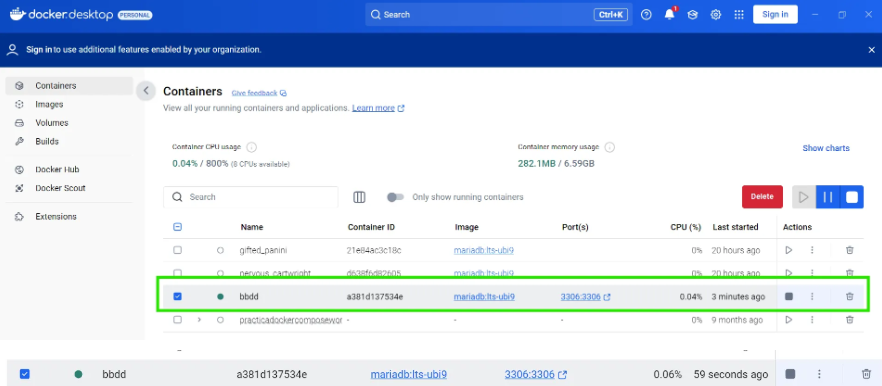 docker.desktop PERSONAL Search Ctrl+K 1 Sign in
Sign in to use additional features enabled by your organization.
Containers
Images
Volumes
Builds
Docker Hub
Docker Scout
Extensions
Containers Give feedback
View all your running containers and applications. Learn more
Container CPU usage
0.04% / 800% (8 CPUs available)
Container memory usage
282.1MB / 6.59GB
Show charts
Search Only show running containers Delete
Name Container ID Image Port(s) CPU (%) Last started Actions
gifted_panini 21e84ac3c18c mariadb:lts-ubi9 0% 20 hours ago
nervous_cartwright d638f6d82605 mariadb:lts-ubi9 0% 20 hours ago
bbdd a381d137534e mariadb:lts-ubi9 3306:3306 0.04% 3 minutes ago
practicadockercomposewor - - - 0% 9 months ago
bbdd a381d137534e mariadb:lts-ubi9 3306:3306 0.06% 59 seconds ago